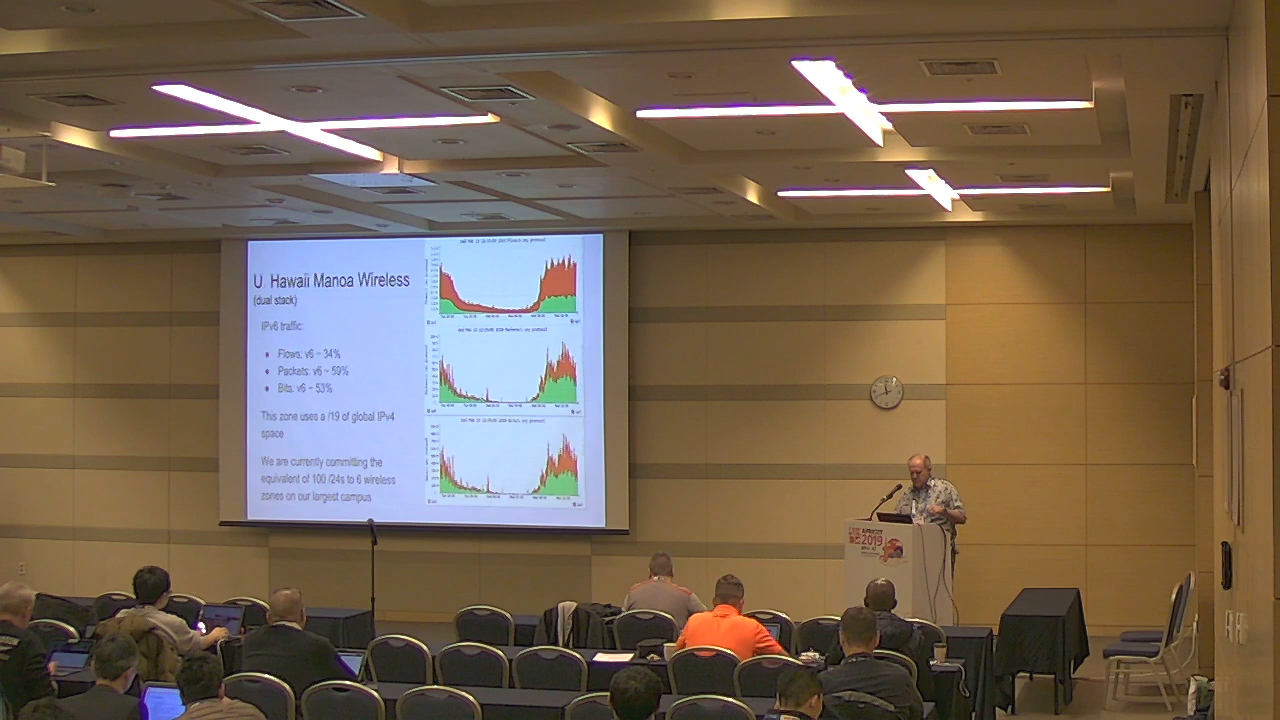 U Hawaii Manoa Wireless
(dual stack)
IPv6 traffic:
Flows: v6 ~ 34%
Packets: v6 ~ 59%
Bits: v6 ~ 53%
This zone uses a /19 of global IPv4
space
We are currently committing the
equivalent of 100 /24s to 6 wireless
zones on our largest campus
APRICOT
2019